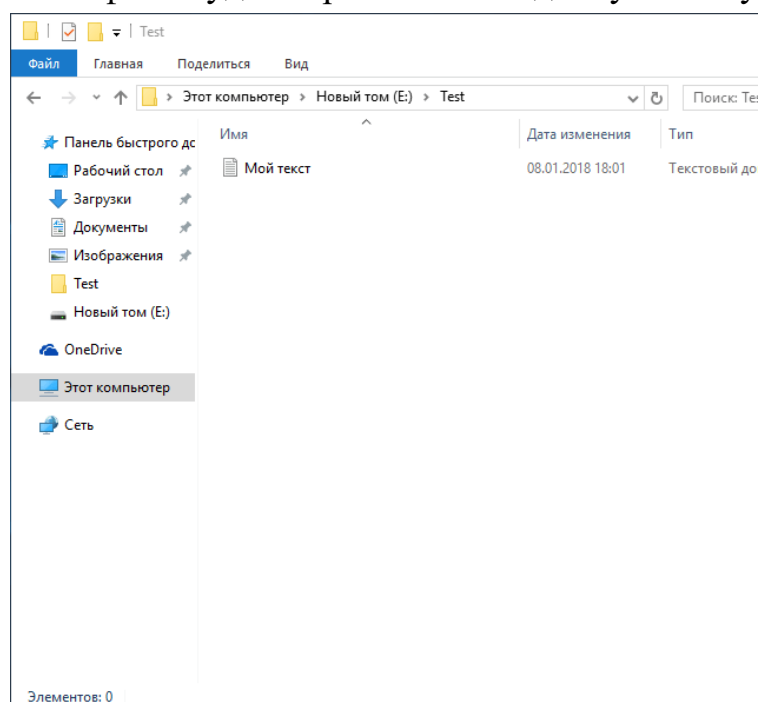 Test
Файл Главная Поделиться Вид
Этот компьютер Новый том (E:) Test Поиск: Tes
Имя Дата изменения Тип
Панель быстрого дс
Мой текст 08.01.2018 18:01 Текстовый до
Рабочий стол
Загрузки
Документы
Изображения
Test
Новый том (E:)
OneDrive
Этот компьютер
Сеть
Элементов: 0